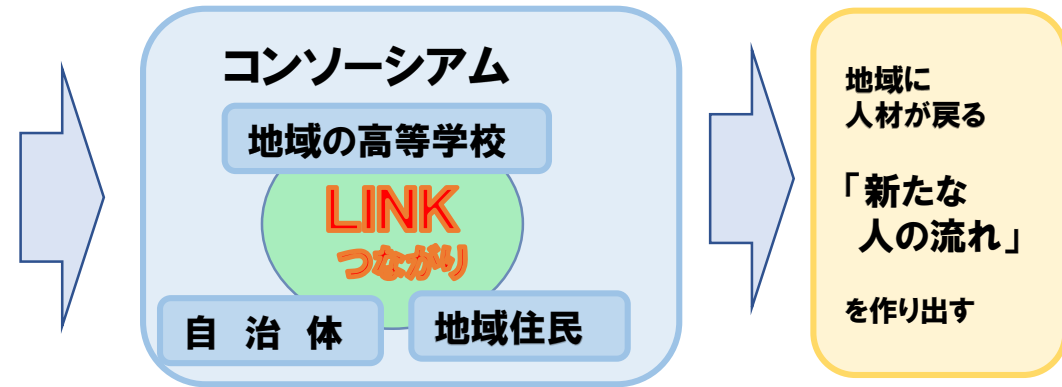 コンソーシアム
地域の高等学校
LINK
つながり
自 治 体
地域住民
地域に
人材が戻る
「新たな
人の流れ」
を作り出す